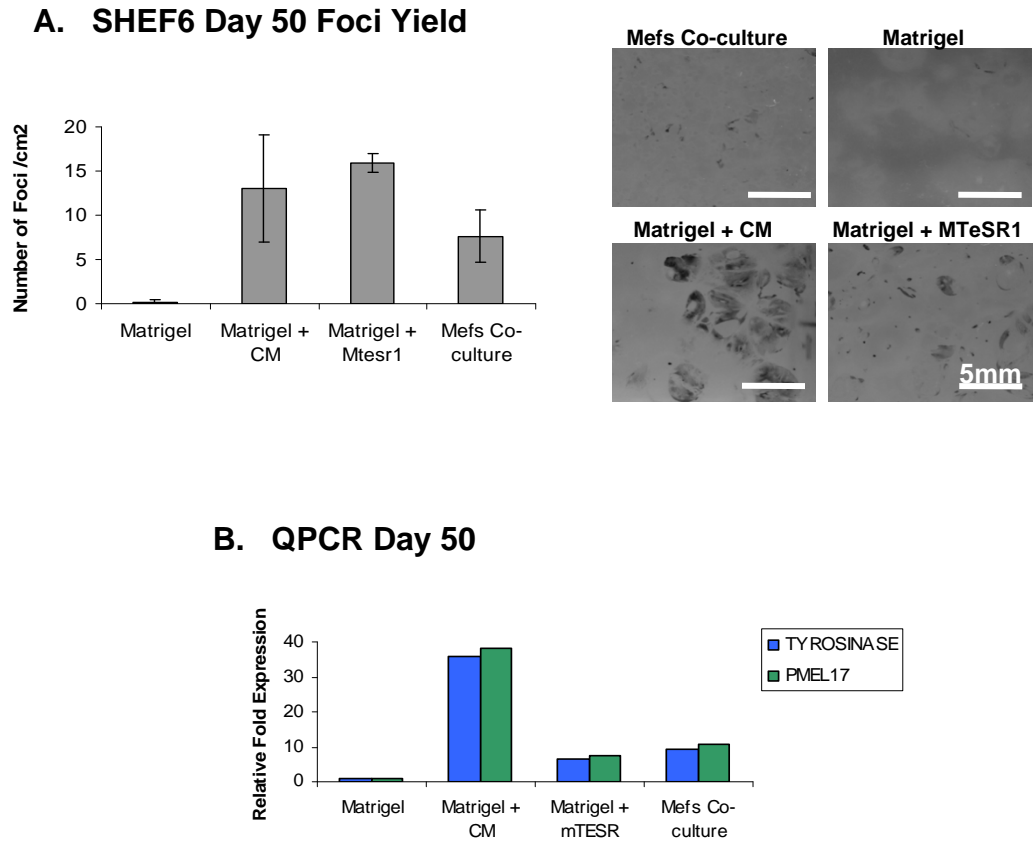 A. SHEF6 Day 50 Foci Yield
Number of Foci /cm2
20
15
10
5
0
Matrigel
Matrigel +
CM
Matrigel +
Mtesr1
Mefs Co-
culture
Mefs Co-culture
Matrigel
Matrigel + CM
Matrigel + MTeSR1
5mm
B. QPCR Day 50
Relative Fold Expression
40
30
20
10
0
Matrigel
Matrigel +
CM
Matrigel +
mTESR
Mefs Co-
culture
TYROSINASE
PMEL17